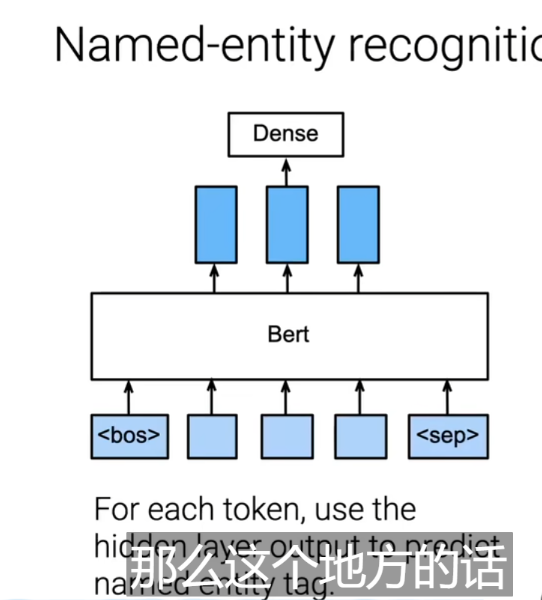 Named-entity recognitio
Dense
Bert
<bos>
<sep>
For each token, use the
hidden layer output to predict
named entity tag.
那么这个地方的话